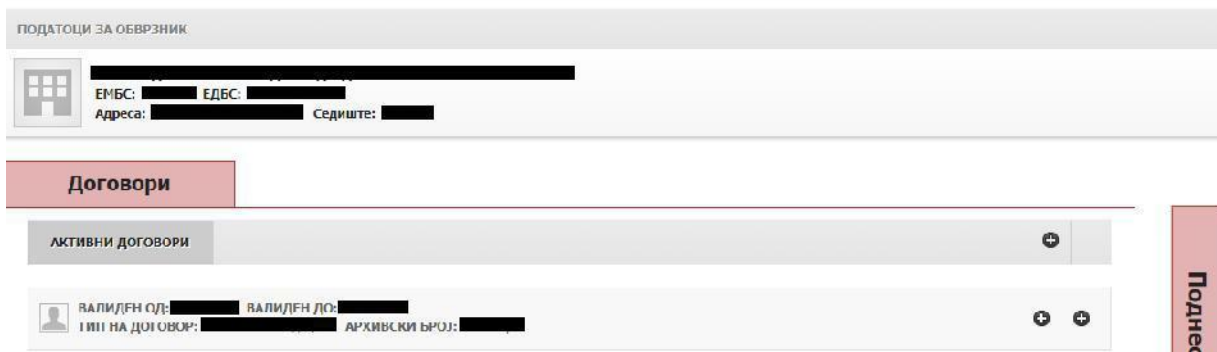 ПОДАТОЦИ ЗА ОБВРЗНИК
ЕМБС: ЕДБС:
Адреса: Седиште:
Договори
АКТИВНИ ДОГОВОРИ
ВАЛИДЕН ОД: ВАЛИДЕН ДО:
ТИП НА ДОГОВОР: АРХИВСКИ БРОЈ:
Поднес